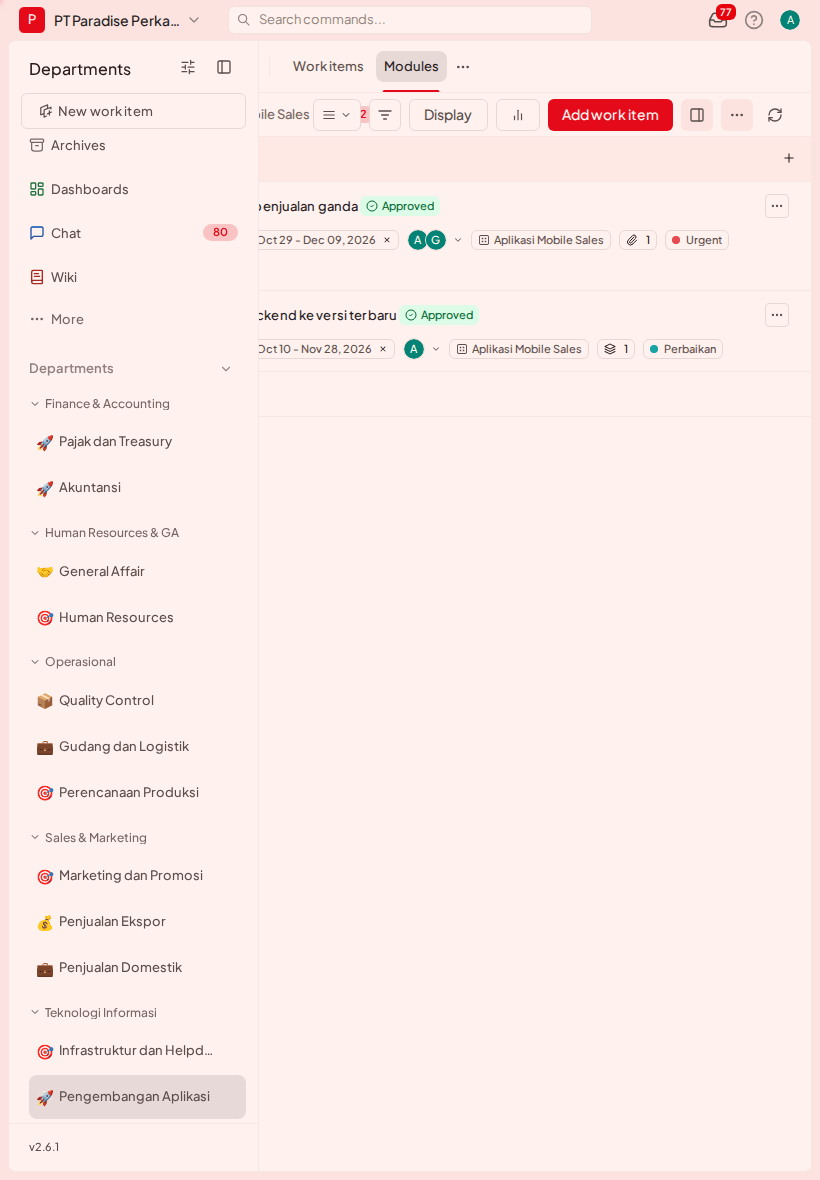 P PT Paradise Perka... Search commands... 77 A
Departments
New work item
Archives
Dashboards
Chat 80
Wiki
More
Departments
Finance & Accounting
🚀 Pajak dan Treasury
🚀 Akuntansi
Human Resources & GA
🤝 General Affair
🎯 Human Resources
Operasional
📦 Quality Control
💼 Gudang dan Logistik
🎯 Perencanaan Produksi
Sales & Marketing
🎯 Marketing dan Promosi
💰 Penjualan Ekspor
💼 Penjualan Domestik
Teknologi Informasi
🎯 Infrastruktur dan Helpd...
🚀 Pengembangan Aplikasi
v2.6.1
Work items Modules
Sales 2 Display Add work item
penjualan ganda Approved
Oct 29 - Dec 09, 2026 A G Aplikasi Mobile Sales 1 Urgent
ke versi terbaru Approved
Oct 10 - Nov 28, 2026 A Aplikasi Mobile Sales 1 Perbaikan